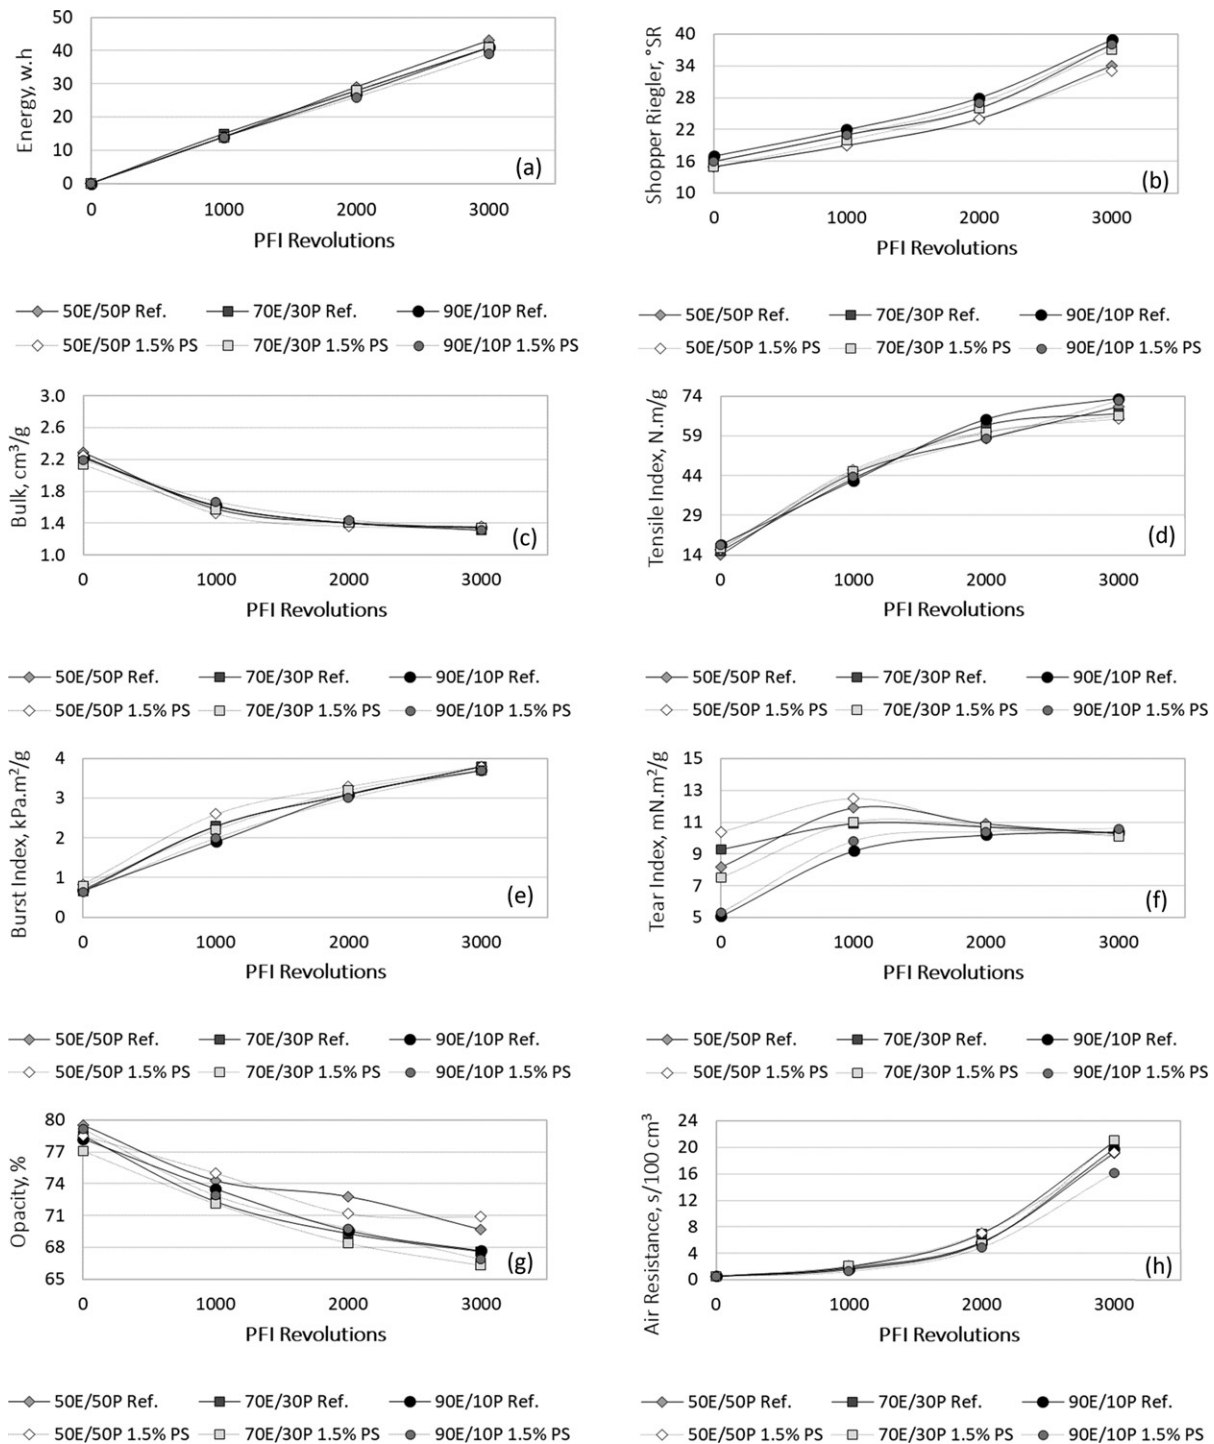 Energy, w.h
50
40
30
20
10
0
0 1000 2000 3000
PFI Revolutions
(a)
50E/50P Ref. 70E/30P Ref. 90E/10P Ref.
50E/50P 1.5% PS 70E/30P 1.5% PS 90E/10P 1.5% PS
Shopper Riegler, °SR
40
34
28
22
16
10
0 1000 2000 3000
PFI Revolutions
(b)
50E/50P Ref. 70E/30P Ref. 90E/10P Ref.
50E/50P 1.5% PS 70E/30P 1.5% PS 90E/10P 1.5% PS
Bulk, cm³/g
3.0
2.6
2.2
1.8
1.4
1.0
0 1000 2000 3000
PFI Revolutions
(c)
50E/50P Ref. 70E/30P Ref. 90E/10P Ref.
50E/50P 1.5% PS 70E/30P 1.5% PS 90E/10P 1.5% PS
Tensile Index, N.m/g
74
59
44
29
14
0 1000 2000 3000
PFI Revolutions
(d)
50E/50P Ref. 70E/30P Ref. 90E/10P Ref.
50E/50P 1.5% PS 70E/30P 1.5% PS 90E/10P 1.5% PS
Burst Index, kPa.m²/g
4
3
2
1
0
0 1000 2000 3000
PFI Revolutions
(e)
50E/50P Ref. 70E/30P Ref. 90E/10P Ref.
50E/50P 1.5% PS 70E/30P 1.5% PS 90E/10P 1.5% PS
Tear Index, mN.m²/g
15
13
11
9
7
5
0 1000 2000 3000
PFI Revolutions
(f)
50E/50P Ref. 70E/30P Ref. 90E/10P Ref.
50E/50P 1.5% PS 70E/30P 1.5% PS 90E/10P 1.5% PS
Opacity, %
80
77
74
71
68
65
0 1000 2000 3000
PFI Revolutions
(g)
50E/50P Ref. 70E/30P Ref. 90E/10P Ref.
50E/50P 1.5% PS 70E/30P 1.5% PS 90E/10P 1.5% PS
Air Resistance, s/100 cm³
24
20
16
12
8
4
0
0 1000 2000 3000
PFI Revolutions
(h)
50E/50P Ref. 70E/30P Ref. 90E/10P Ref.
50E/50P 1.5% PS 70E/30P 1.5% PS 90E/10P 1.5% PS